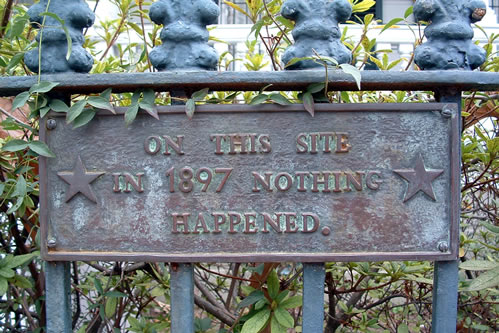 ON THIS SITE
IN 1897 NOTHING
HAPPENED.